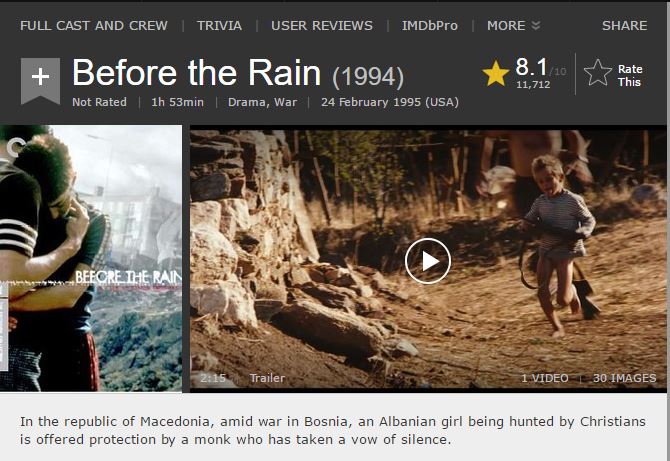 FULL CAST AND CREW | TRIVIA | USER REVIEWS | IMDbPro | MORE SHARE
+ Before the Rain (1994) 8.1/10 Rate
11,712 This
Not Rated | 1h 53min | Drama, War | 24 February 1995 (USA)
BEFORE THE RAIN
2:15 Trailer 1 VIDEO | 30 IMAGES
In the republic of Macedonia, amid war in Bosnia, an Albanian girl being hunted by Christians
is offered protection by a monk who has taken a vow of silence.